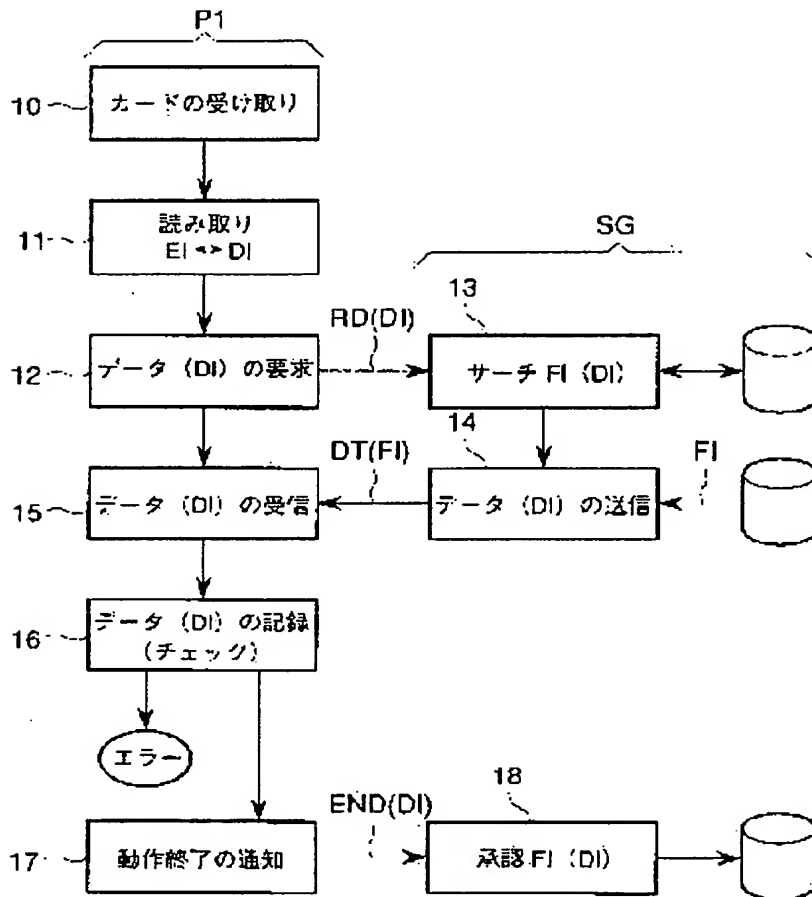 P1
10
カードの受け取り
11
読み取り
EI↔DI
SG
12
データ (DI) の要求
RD(DI)
13
サーチ FI (DI)
14
15
データ (DI) の受信
DT(FI)
データ (DI) の送信
FI
16
データ (DI) の記録
(チェック)
エラー
17
動作終了の通知
END(DI)
18
承認 FI (DI)